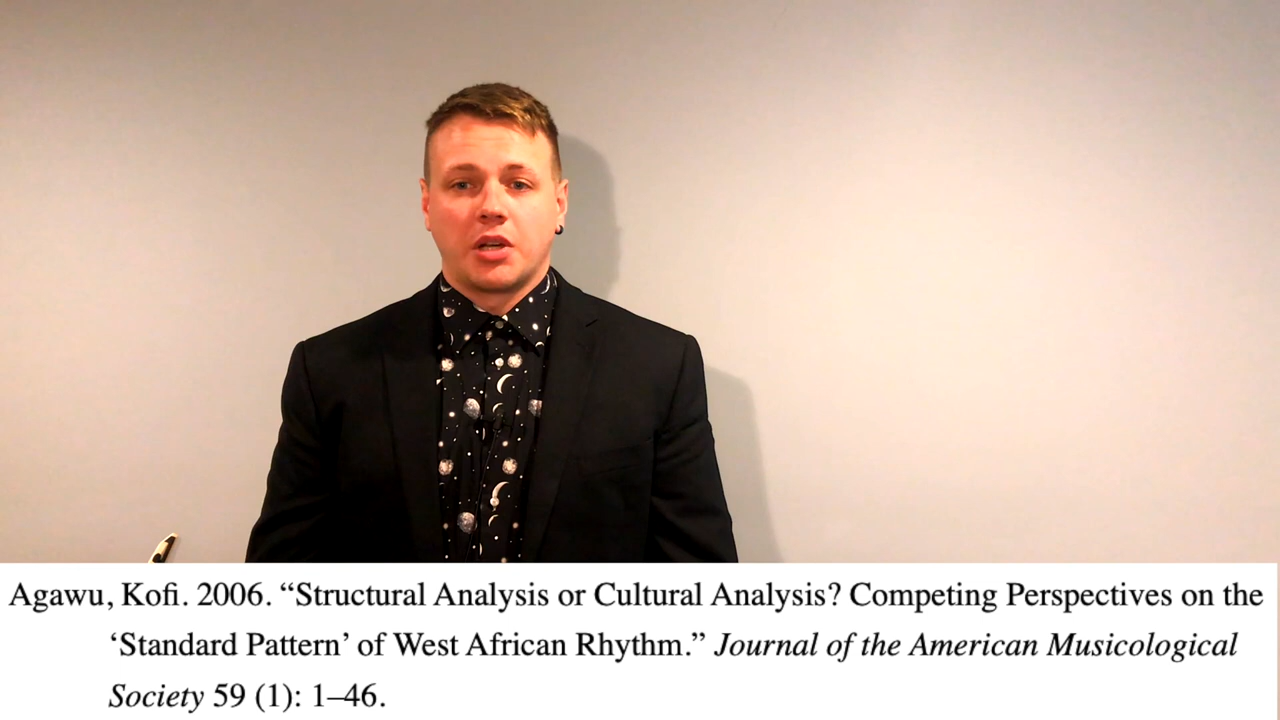 Agawu, Kofi. 2006. “Structural Analysis or Cultural Analysis? Competing Perspectives on the
‘Standard Pattern’ of West African Rhythm.” Journal of the American Musicological
Society 59 (1): 1–46.